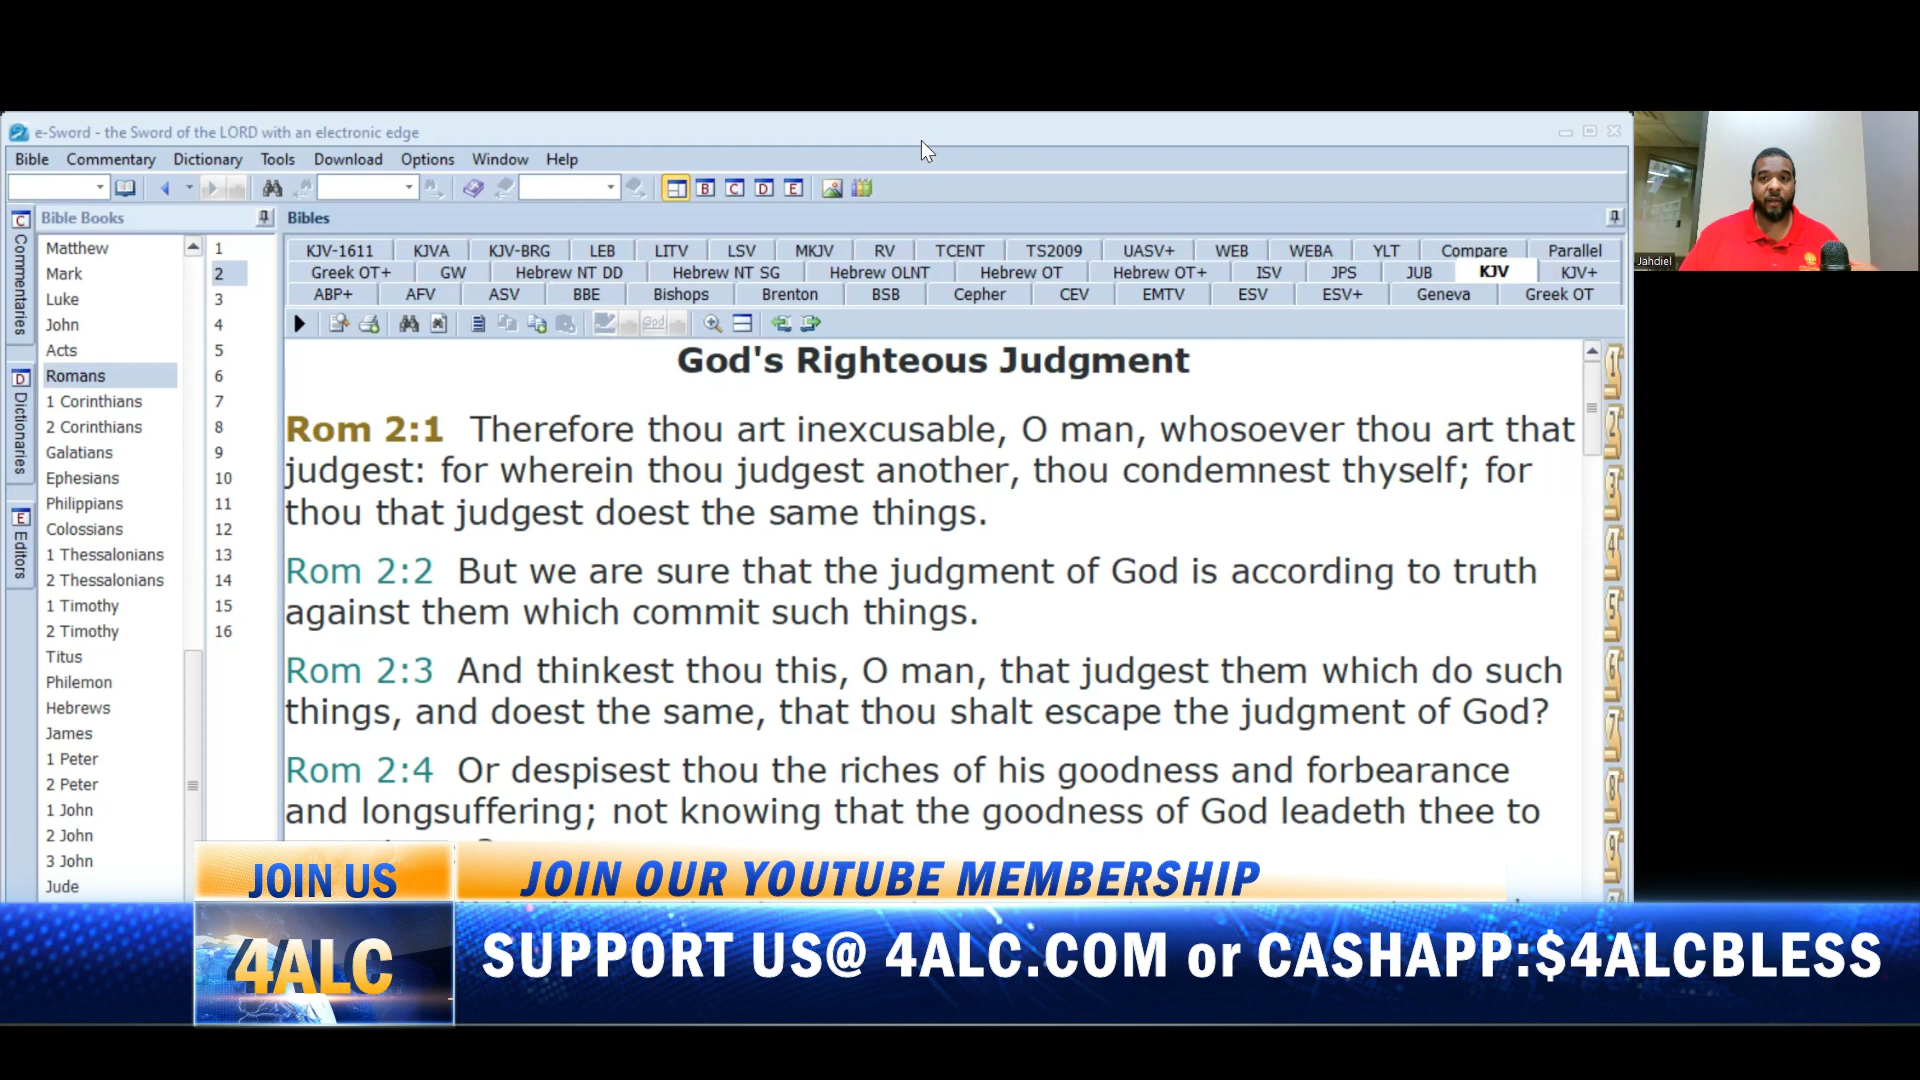 e-Sword - the Sword of the LORD with an electronic edge
Bible Commentary Dictionary Tools Download Options Window Help
B C D E
C Commentaries
D Dictionaries
E Editors
Bible Books
Matthew
Mark
Luke
John
Acts
Romans
1 Corinthians
2 Corinthians
Galatians
Ephesians
Philippians
Colossians
1 Thessalonians
2 Thessalonians
1 Timothy
2 Timothy
Titus
Philemon
Hebrews
James
1 Peter
2 Peter
1 John
2 John
3 John
Jude
1
2
3
4
5
6
7
8
9
10
11
12
13
14
15
16
Bibles
KJV-1611 KJVA KJV-BRG LEB LITV LSV MKJV RV TCENT TS2009 UASV+ WEB WEBA YLT Compare Parallel
Greek OT+ GW Hebrew NT DD Hebrew NT SG Hebrew OLNT Hebrew OT Hebrew OT+ ISV JPS JUB KJV KJV+
ABP+ AFV ASV BBE Bishops Brenton BSB Cepher CEV EMTV ESV ESV+ Geneva Greek OT
God
God's Righteous Judgment
Rom 2:1 Therefore thou art inexcusable, O man, whosoever thou art that
judgest: for wherein thou judgest another, thou condemnest thyself; for
thou that judgest doest the same things.
Rom 2:2 But we are sure that the judgment of God is according to truth
against them which commit such things.
Rom 2:3 And thinkest thou this, O man, that judgest them which do such
things, and doest the same, that thou shalt escape the judgment of God?
Rom 2:4 Or despisest thou the riches of his goodness and forbearance
and longsuffering; not knowing that the goodness of God leadeth thee to
1
2
3
4
5
6
7
8
9
Jahdiel
JOIN US
JOIN OUR YOUTUBE MEMBERSHIP
4ALC
SUPPORT US@ 4ALC.COM or CASHAPP:$4ALCBLESS